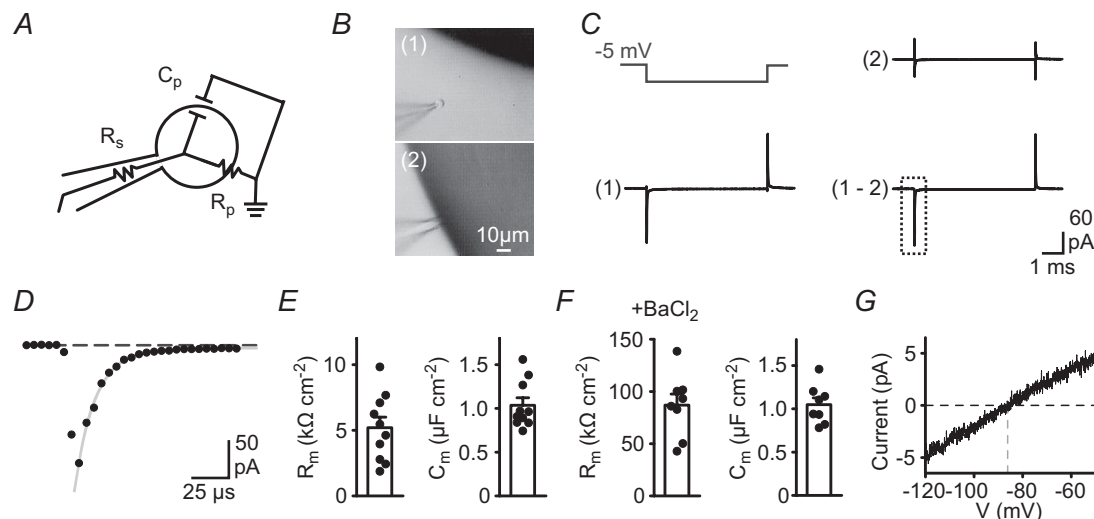 A
C_p
R_s
R_p
B
(1)
(2)
10µm
C
-5 mV
(1)
(2)
(1 - 2)
60
pA
1 ms
D
50
pA
25 µs
E
R_m (kΩ cm⁻²)
10
5
0
C_m (µF cm⁻²)
1.5
1.0
0.5
0
F
+BaCl₂
R_m (kΩ cm⁻²)
150
100
50
0
C_m (µF cm⁻²)
1.5
1.0
0.5
0
G
Current (pA)
5
0
-5
-120 -100 -80 -60
V (mV)